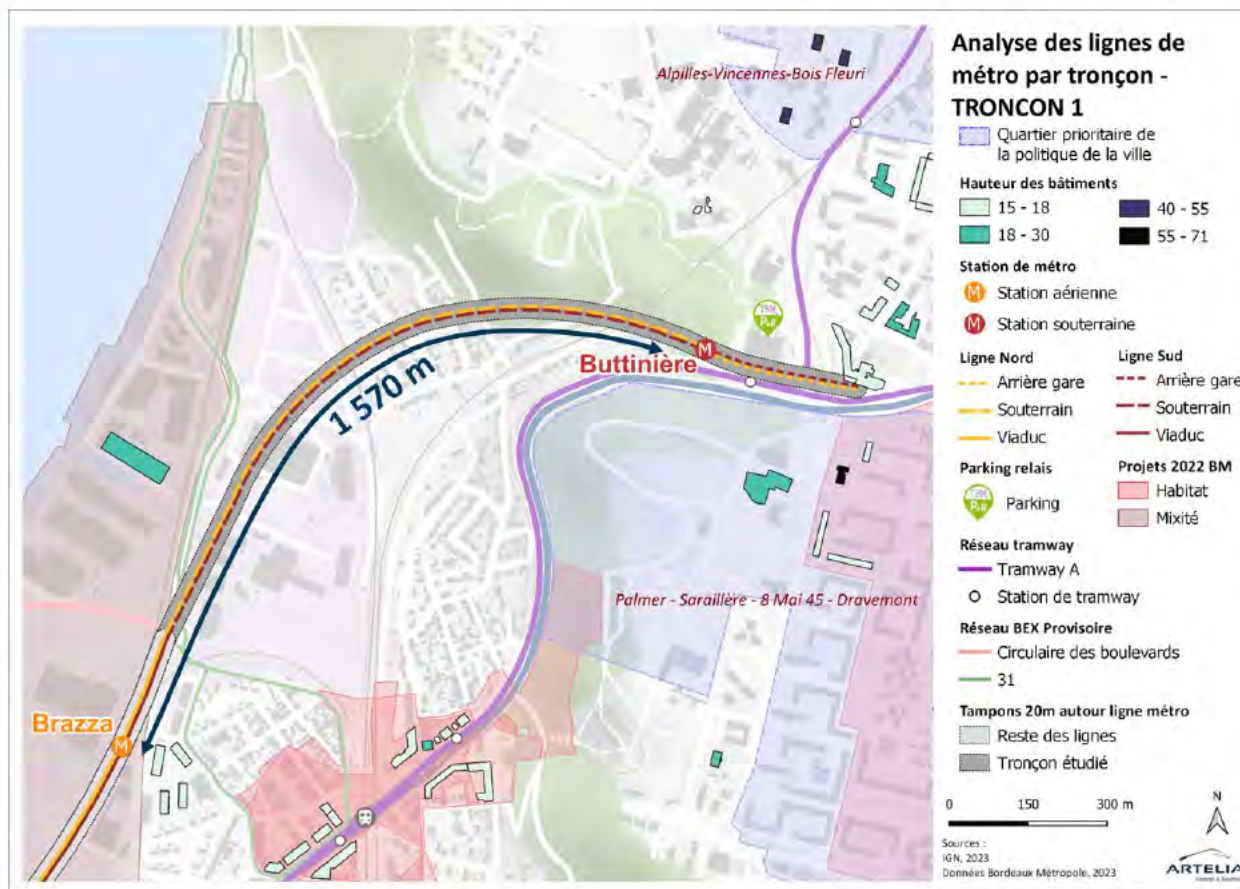 Analyse des lignes de
métro par tronçon -
TRONCON 1
Quartier prioritaire de
la politique de la ville
Hauteur des bâtiments
15 - 18
40 - 55
18 - 30
55 - 71
Station de métro
M Station aérienne
M Station souterraine
Ligne Nord
Ligne Sud
Arrière gare
Arrière gare
Souterrain
Souterrain
Viaduc
Viaduc
Parking relais
Projets 2022 BM
TBM
P+R
Parking
Habitat
Mixité
Réseau tramway
Tramway A
Station de tramway
Réseau BEX Provisoire
Circulaire des boulevards
31
Tampons 20m autour ligne métro
Reste des lignes
Tronçon étudié
0 150 300 m
N
Sources :
IGN, 2023
Données Bordeaux Métropole, 2023
ARTELIA
Alpilles-Vincennes-Bois Fleuri
TBM
P+R
M
Buttinière
1 570 m
Palmer - Saraillère - 8 Mai 45 - Dravemont
Brazza
M